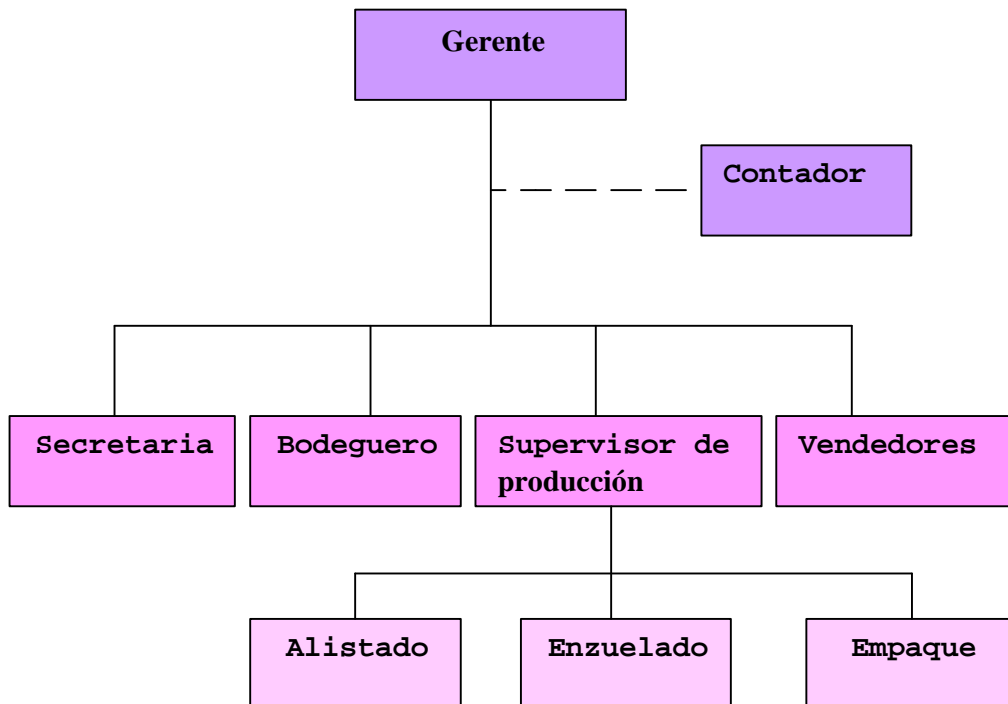 Gerente
Contador
Secretaria
Bodeguero
Supervisor de
producción
Vendedores
Alistado
Enzuelado
Empaque